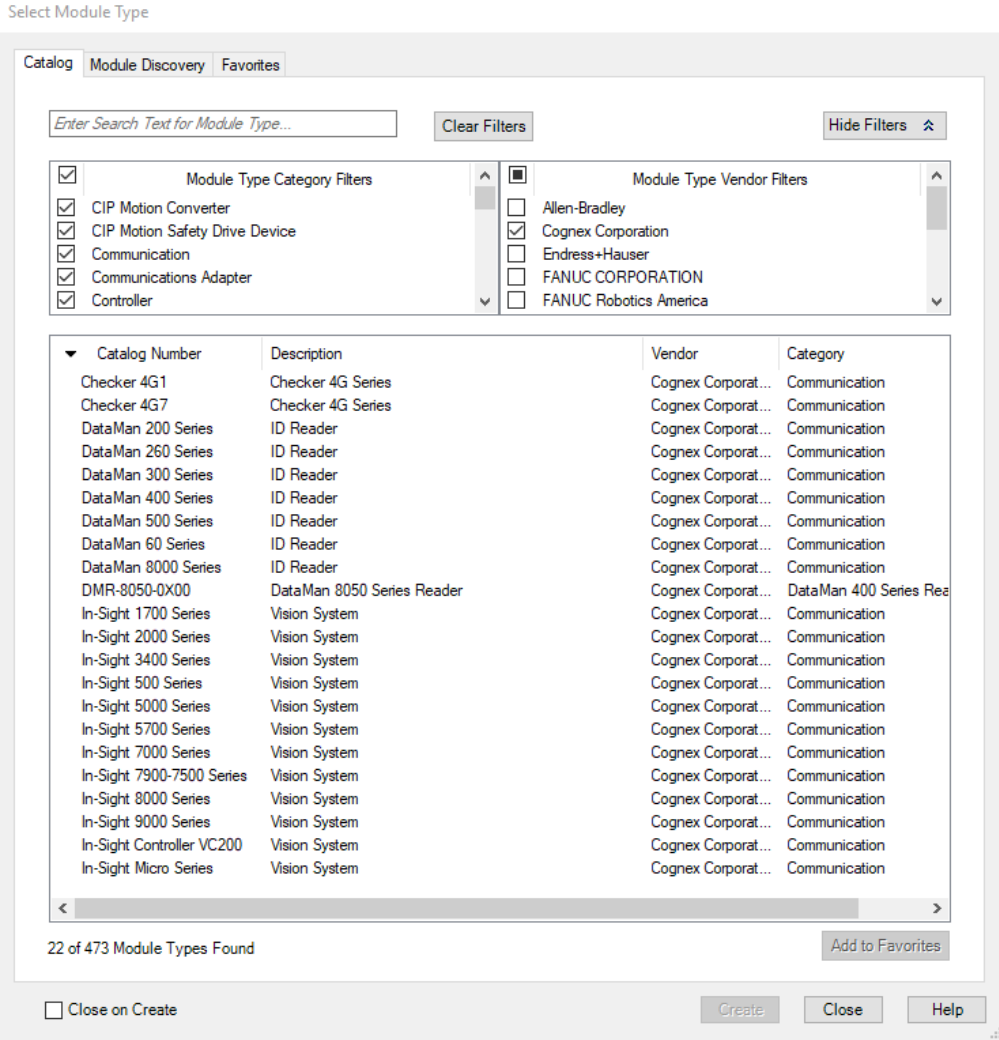 Select Module Type
Catalog Module Discovery Favorites
Enter Search Text for Module Type... Clear Filters Hide Filters
Module Type Category Filters Module Type Vendor Filters
CIP Motion Converter Allen-Bradley
CIP Motion Safety Drive Device Cognex Corporation
Communication Endress+Hauser
Communications Adapter FANUC CORPORATION
Controller FANUC Robotics America
Catalog Number Description Vendor Category
Checker 4G1 Checker 4G Series Cognex Corporat... Communication
Checker 4G7 Checker 4G Series Cognex Corporat... Communication
DataMan 200 Series ID Reader Cognex Corporat... Communication
DataMan 260 Series ID Reader Cognex Corporat... Communication
DataMan 300 Series ID Reader Cognex Corporat... Communication
DataMan 400 Series ID Reader Cognex Corporat... Communication
DataMan 500 Series ID Reader Cognex Corporat... Communication
DataMan 60 Series ID Reader Cognex Corporat... Communication
DataMan 8000 Series ID Reader Cognex Corporat... Communication
DMR-8050-0X00 DataMan 8050 Series Reader Cognex Corporat... DataMan 400 Series Rea
In-Sight 1700 Series Vision System Cognex Corporat... Communication
In-Sight 2000 Series Vision System Cognex Corporat... Communication
In-Sight 3400 Series Vision System Cognex Corporat... Communication
In-Sight 500 Series Vision System Cognex Corporat... Communication
In-Sight 5000 Series Vision System Cognex Corporat... Communication
In-Sight 5700 Series Vision System Cognex Corporat... Communication
In-Sight 7000 Series Vision System Cognex Corporat... Communication
In-Sight 7900-7500 Series Vision System Cognex Corporat... Communication
In-Sight 8000 Series Vision System Cognex Corporat... Communication
In-Sight 9000 Series Vision System Cognex Corporat... Communication
In-Sight Controller VC200 Vision System Cognex Corporat... Communication
In-Sight Micro Series Vision System Cognex Corporat... Communication
22 of 473 Module Types Found Add to Favorites
Close on Create Create Close Help